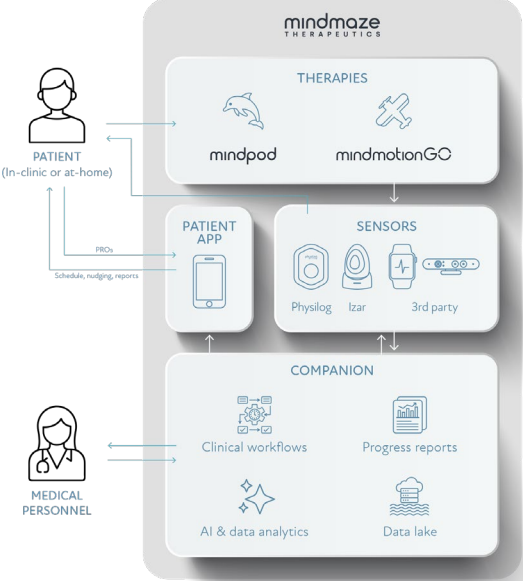 mindmaze
THERAPEUTICS
THERAPIES
mindpod
mindmotionGO
PATIENT
(In-clinic or at-home)
PATIENT
APP
SENSORS
PROs
Schedule, nudging, reports
Physilog
Izar
3rd party
COMPANION
Clinical workflows
Progress reports
MEDICAL
PERSONNEL
AI & data analytics
Data lake